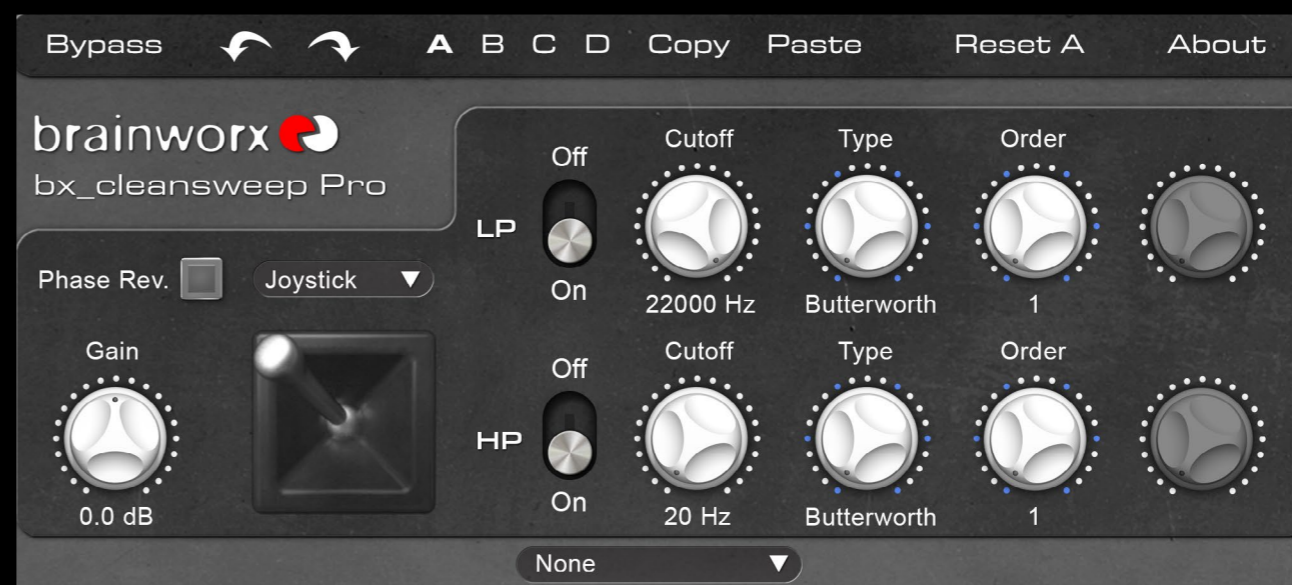 Bypass A B C D Copy Paste Reset A About
brainworx
bx_cleansweep Pro
Off Cutoff Type Order
LP
On 22000 Hz Butterworth 1
Phase Rev. Joystick
Gain Off Cutoff Type Order
HP
0.0 dB On 20 Hz Butterworth 1
None